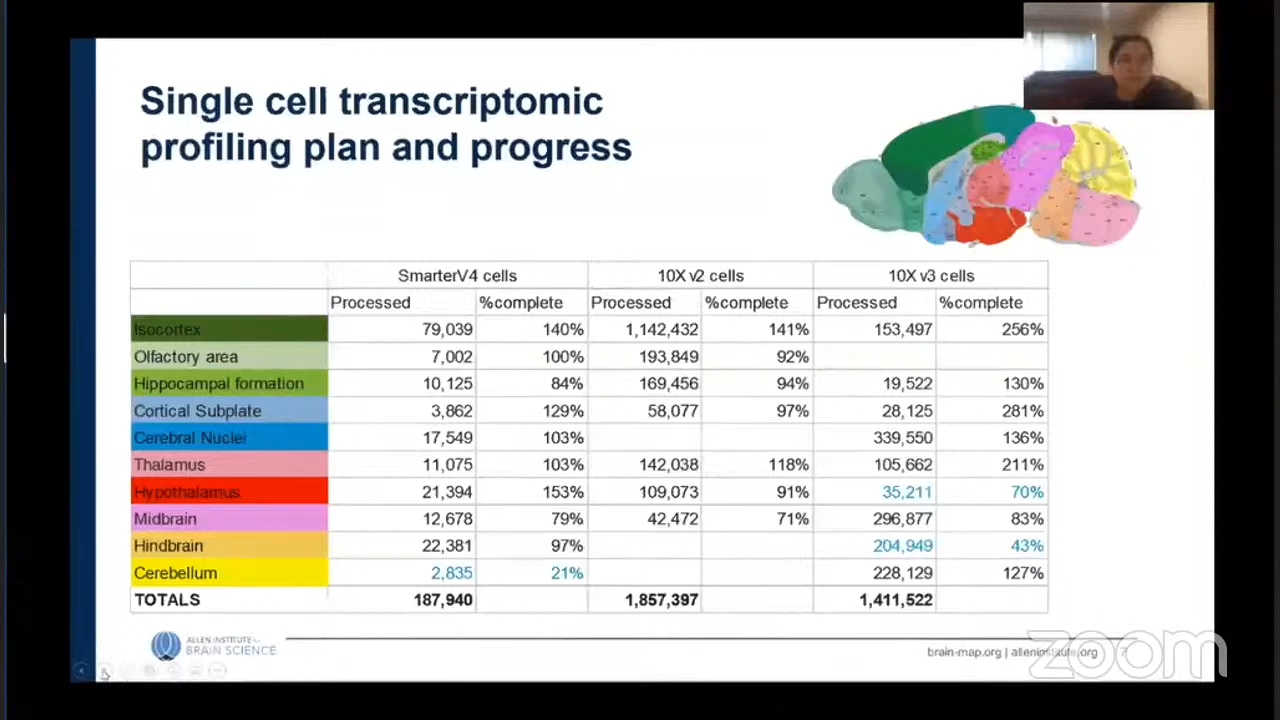 Single cell transcriptomic
profiling plan and progress
SmarterV4 cells 10X v2 cells 10X v3 cells
Processed %complete Processed %complete Processed %complete
Isocortex 79,039 140% 1,142,432 141% 153,497 256%
Olfactory area 7,002 100% 193,849 92%
Hippocampal formation 10,125 84% 169,456 94% 19,522 130%
Cortical Subplate 3,862 129% 58,077 97% 28,125 281%
Cerebral Nuclei 17,549 103% 339,550 136%
Thalamus 11,075 103% 142,038 118% 105,662 211%
Hypothalamus 21,394 153% 109,073 91% 35,211 70%
Midbrain 12,678 79% 42,472 71% 296,877 83%
Hindbrain 22,381 97% 204,949 43%
Cerebellum 2,835 21% 228,129 127%
TOTALS 187,940 1,857,397 1,411,522
ALLEN INSTITUTE for
BRAIN SCIENCE
brain-map.org | alleninstitute.org 7
zoom